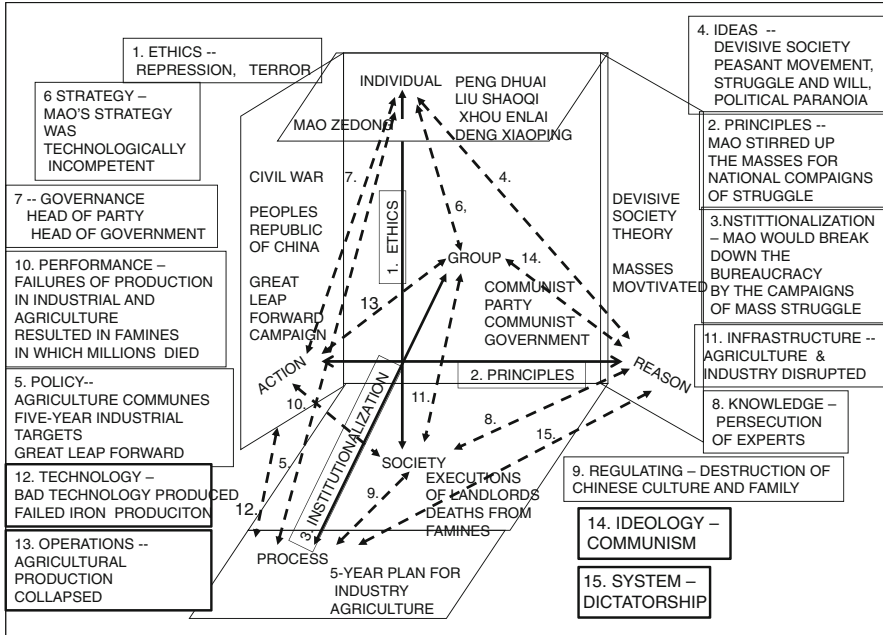 1. ETHICS --
REPRESSION, TERROR
6 STRATEGY –
MAO'S STRATEGY
WAS
TECHNOLOGICALLY
INCOMPETENT
7 -- GOVERNANCE
HEAD OF PARTY
HEAD OF GOVERNMENT
10. PERFORMANCE –
FAILURES OF PRODUCTION
IN INDUSTRIAL AND
AGRICULTURE
RESULTED IN FAMINES
IN WHICH MILLIONS DIED
5. POLICY--
AGRICULTURE COMMUNES
FIVE-YEAR INDUSTRIAL
TARGETS
GREAT LEAP FORWARD
12. TECHNOLOGY –
BAD TECHNOLOGY PRODUCED
FAILED IRON PRODUCITON
13. OPERATIONS --
AGRICULTURAL
PRODUCTION
COLLAPSED
INDIVIDUAL
MAO ZEDONG
PENG DHUAI
LIU SHAOQI
XHOU ENLAI
DENG XIAOPING
CIVIL WAR
PEOPLES
REPUBLIC
OF CHINA
GREAT
LEAP
FORWARD
CAMPAIGN
7.
4.
6,
1. ETHICS
GROUP
14.
13.
COMMUNIST
PARTY
COMMUNIST
GOVERNMENT
DEVISIVE
SOCIETY
THEORY
MASSES
MOVTIVATED
ACTION
2. PRINCIPLES
REASON
3. INSTITUTIONALIZATION
10.
11.
8.
15.
5.
9.
12.
SOCIETY
EXECUTIONS
OF LANDLORDS
DEATHS FROM
FAMINES
PROCESS
5-YEAR PLAN FOR
INDUSTRY
AGRICULTURE
4. IDEAS --
DEVISIVE SOCIETY
PEASANT MOVEMENT,
STRUGGLE AND WILL,
POLITICAL PARANOIA
2. PRINCIPLES --
MAO STIRRED UP
THE MASSES FOR
NATIONAL COMPAIGNS
OF STRUGGLE
3.NSTITTIONALIZATION
– MAO WOULD BREAK
DOWN THE
BUREAUCRACY
BY THE CAMPAIGNS
OF MASS STRUGGLE
11. INFRASTRUCTURE --
AGRICULTURE &
INDUSTRY DISRUPTED
8. KNOWLEDGE –
PERSECUTION
OF EXPERTS
9. REGULATING – DESTRUCTION OF
CHINESE CULTURE AND FAMILY
14. IDEOLOGY –
COMMUNISM
15. SYSTEM –
DICTATORSHIP